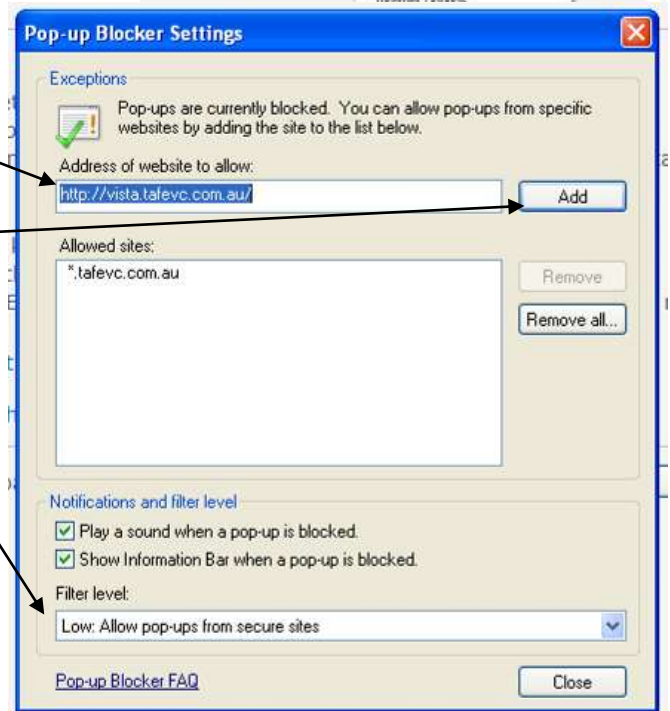 Pop-up Blocker Settings
Exceptions
Pop-ups are currently blocked. You can allow pop-ups from specific
websites by adding the site to the list below.
Address of website to allow:
http://vista.tafevc.com.au/
Add
Allowed sites:
*.tafevc.com.au
Remove
Remove all...
Notifications and filter level
Play a sound when a pop-up is blocked.
Show Information Bar when a pop-up is blocked.
Filter level:
Low: Allow pop-ups from secure sites
Pop-up Blocker FAQ
Close